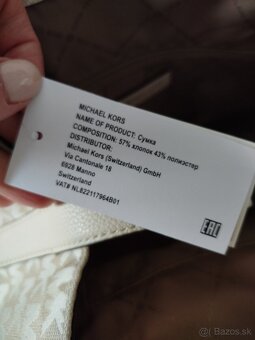 MICHAEL KORS
NAME OF PRODUCT: Сумка
COMPOSITION: 57% хлопок 43% полиэстер
DISTRIBUTOR:
Michael Kors (Switzerland) GmbH
Via Cantonale 18
6928 Manno
Switzerland
VAT# NL822117964B01
Bazos.sk